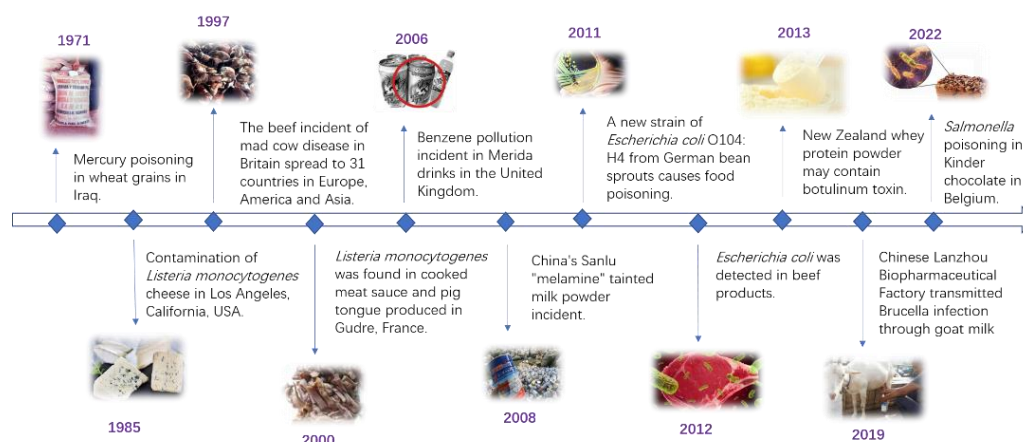 1971
Mercury poisoning
in wheat grains in
Iraq.
1997
The beef incident of
mad cow disease in
Britain spread to 31
countries in Europe,
America and Asia.
2006
Benzene pollution
incident in Merida
drinks in the United
Kingdom.
2011
A new strain of
Escherichia coli O104:
H4 from German bean
sprouts causes food
poisoning.
2013
New Zealand whey
protein powder
may contain
botulinum toxin.
2022
Salmonella
poisoning in
Kinder
chocolate in
Belgium.
Contamination of
Listeria monocytogenes
cheese in Los Angeles,
California, USA.
1985
Listeria monocytogenes
was found in cooked
meat sauce and pig
tongue produced in
Gudre, France.
2000
China's Sanlu
"melamine" tainted
milk powder
incident.
2008
Escherichia coli was
detected in beef
products.
2012
Chinese Lanzhou
Biopharmaceutical
Factory transmitted
Brucella infection
through goat milk
2019